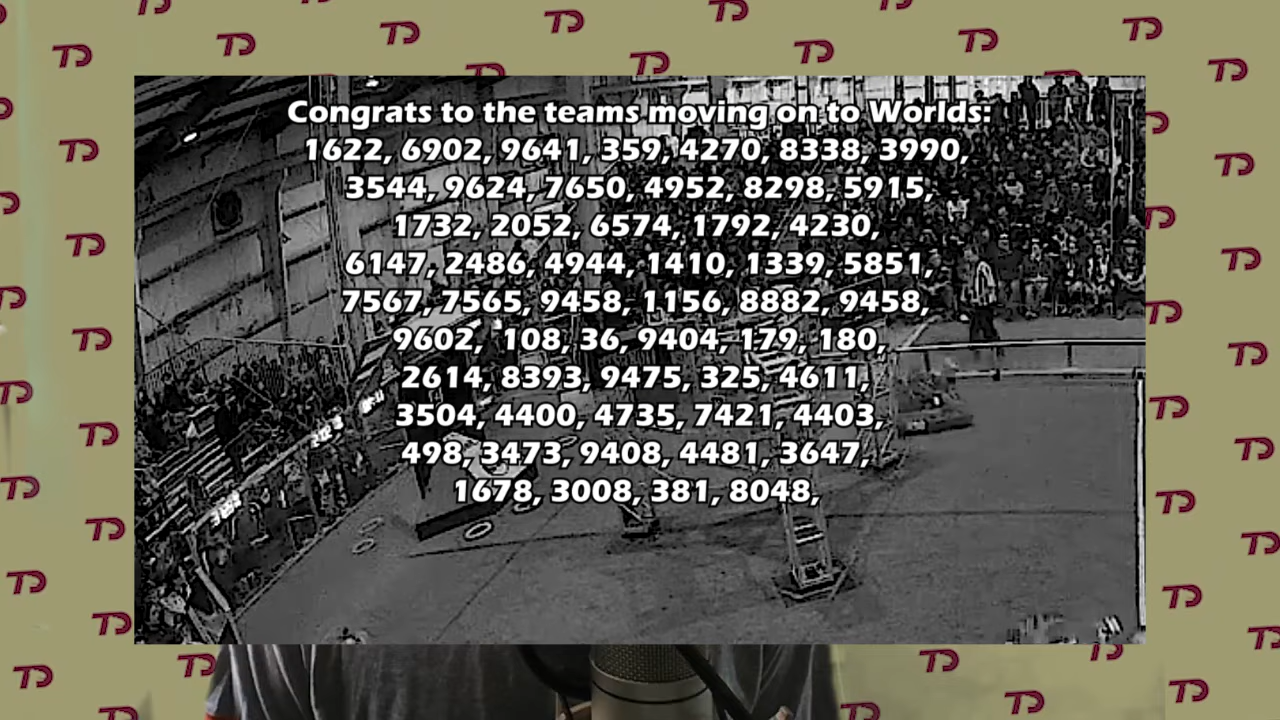 Congrats to the teams moving on to Worlds:
1622, 6902, 9641, 359, 4270, 8338, 3990,
3544, 9624, 7650, 4952, 8298, 5915,
1732, 2052, 6574, 1792, 4230,
6147, 2486, 4944, 1410, 1339, 5851,
7567, 7565, 9458, 1156, 8882, 9458,
9602,  108, 36, 9404, 179, 180,
2614, 8393, 9475, 325, 4611,
3504, 4400, 4735, 7421, 4403,
498, 3473, 9408, 4481, 3647,
1678, 3008, 381, 8048,